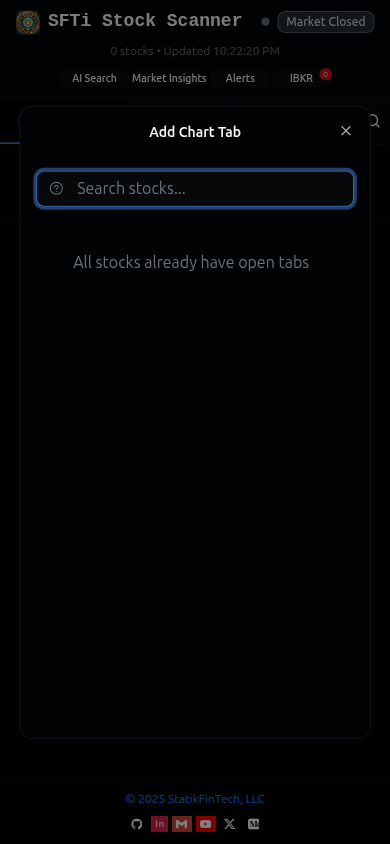 SFTi Stock Scanner
Market Closed
0 stocks • Updated 10:22:20 PM
AI Search Market Insights Alerts IBKR 0
Add Chart Tab
Search stocks...
All stocks already have open tabs
© 2025 StatikFinTech, LLC